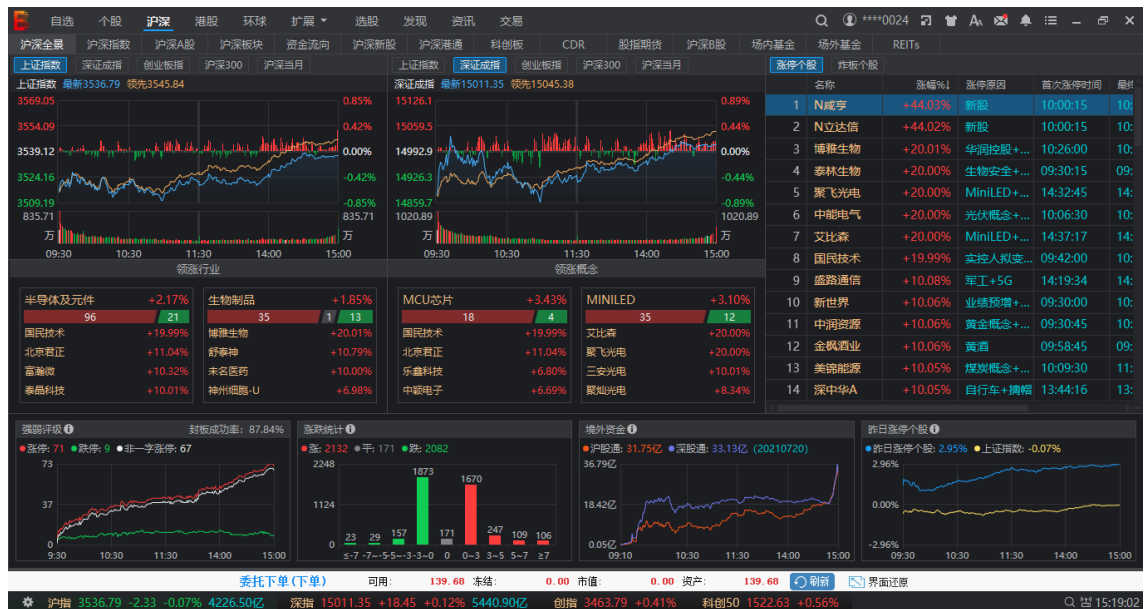 自选 个股 沪深 港股 环球 扩展 选股 发现 资讯 交易 ****0024
沪深全景 沪深指数 沪深A股 沪深板块 资金流向 沪深新股 沪深港通 科创板 CDR 股指期货 沪深B股 场内基金 场外基金 REITs
上证指数 深证成指 创业板指 沪深300 沪深当月
上证指数 最新3536.79 领先3545.84
3569.05 0.85%
3554.09 0.42%
3539.12 0.00%
3524.16 -0.42%
3509.19 -0.85%
835.71 835.71
万 万
09:30 10:30 11:30 14:00 15:00
上证指数 深证成指 创业板指 沪深300 沪深当月
深证成指 最新15011.35 领先15045.38
15126.1 0.89%
15059.5 0.44%
14992.9 0.00%
14926.3 -0.44%
14859.7 -0.89%
1020.89 1020.89
万 万
09:30 10:30 11:30 14:00 15:00
涨停个股 炸板个股
名称 涨幅%↓ 涨停原因 首次涨停时间
1 N咸亨 +44.03% 新股 10:00:15 10:
2 N立达信 +44.02% 新股 10:00:15 10:
3 博雅生物 +20.01% 华润控股+... 10:26:00 10:
4 泰林生物 +20.00% 生物安全+... 09:30:15 09:
5 聚飞光电 +20.00% MiniLED+... 14:32:45 14:
6 中能电气 +20.00% 光伏概念+... 10:06:30 10:
7 艾比森 +20.00% MiniLED+... 14:37:17 14:
8 国民技术 +19.99% 实控人拟变... 09:42:00 10:
9 盛路通信 +10.08% 军工+5G 14:19:34 14:
10 新世界 +10.06% 业绩预增+... 09:30:00 10:
11 中润资源 +10.06% 黄金概念+... 09:30:45 10:
12 金枫酒业 +10.06% 黄酒 09:58:45 09:
13 美锦能源 +10.05% 煤炭概念+... 10:09:30 11:
14 深中华A +10.05% 自行车+摘帽 13:44:16 13:
领涨行业
半导体及元件 +2.17%
96 21
国民技术 +19.99%
北京君正 +11.04%
富瀚微 +10.32%
泰晶科技 +10.01%
生物制品 +1.85%
35 1 13
博雅生物 +20.01%
舒泰神 +10.79%
未名医药 +10.00%
神州细胞-U +6.98%
领涨概念
MCU芯片 +3.43%
18 4
国民技术 +19.99%
北京君正 +11.04%
乐鑫科技 +6.80%
中颖电子 +6.69%
MINILED +3.10%
35 12
艾比森 +20.00%
聚飞光电 +20.00%
三安光电 +10.01%
聚灿光电 +8.34%
强弱评级 封板成功率: 87.84%
涨停: 71 跌停: 9 非一字涨停: 67
73
37
0
9:30 10:30 11:30 14:00 15:00
涨跌统计
涨: 2132 平: 171 跌: 2082
2248
1124
0
23 29 157 1873 171 1670 247 109 106
≤-7 -7~-5 -5~-3 -3~0 0 0~3 3~5 5~7 ≥7
境外资金
沪股通: 31.75亿 深股通: 33.13亿 (20210720)
36.79亿
18.42亿
0.05亿
09:10 10:30 11:30 14:00 15:00
昨日涨停个股
昨日涨停个股: 2.95% 上证指数: -0.07%
2.96%
0.00%
-2.96%
09:30 10:30 11:30 14:00 15:00
委托下单(下单) 可用: 139.68 冻结: 0.00 市值: 0.00 资产: 139.68 刷新 界面还原
沪指 3536.79 -2.33 -0.07% 4226.50亿 深指 15011.35 +18.45 +0.12% 5440.90亿 创指 3463.79 +0.41% 科创50 1522.63 +0.56% 15:19:02